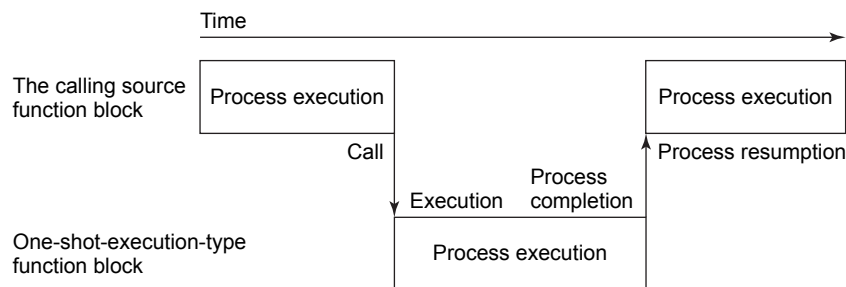 Time
The calling source
function block
Process execution
Process execution
Call
Process resumption
Execution
Process
completion
One-shot-execution-type
function block
Process execution